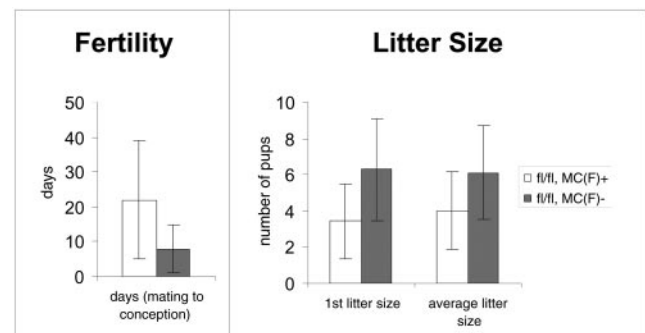 Fertility
50
40
30
20
10
0
days
days (mating to
conception)
Litter Size
10
8
6
4
2
0
number of pups
1st litter size
average litter
size
fl/fl, MC(F)+
fl/fl, MC(F)-